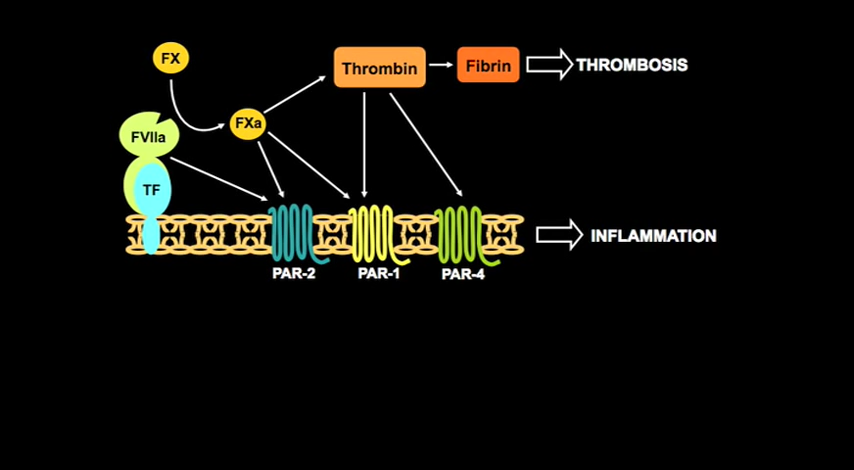 FX
Thrombin
Fibrin
THROMBOSIS
FVIIa
FXa
TF
INFLAMMATION
PAR-2
PAR-1
PAR-4